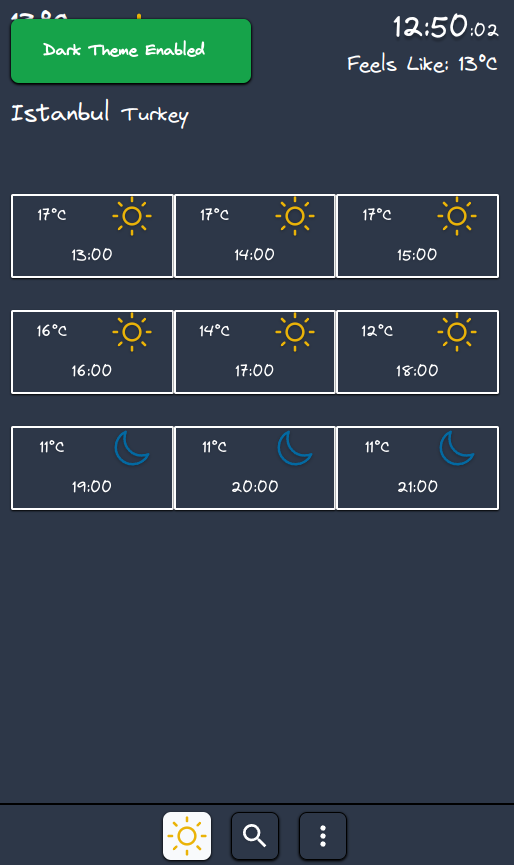 Dark Theme Enabled
12:50:02
Feels Like: 13°C
Istanbul Turkey
17°C
13:00
17°C
14:00
17°C
15:00
16°C
16:00
14°C
17:00
12°C
18:00
11°C
19:00
11°C
20:00
11°C
21:00